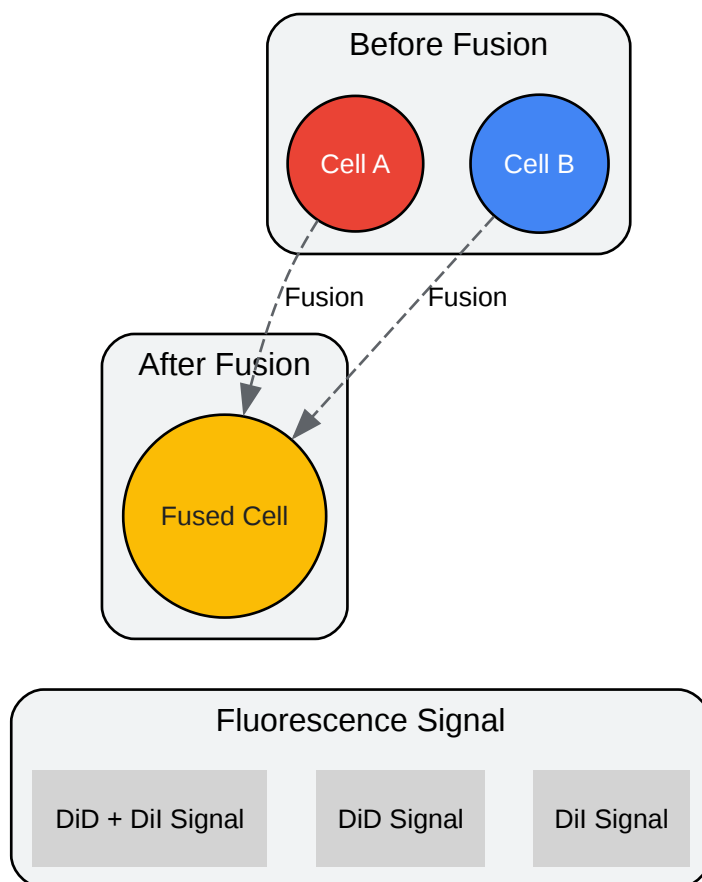 Before Fusion
Cell A
Cell B
Fusion
Fusion
After Fusion
Fused Cell
Fluorescence Signal
DiD + DiI Signal
DiD Signal
DiI Signal